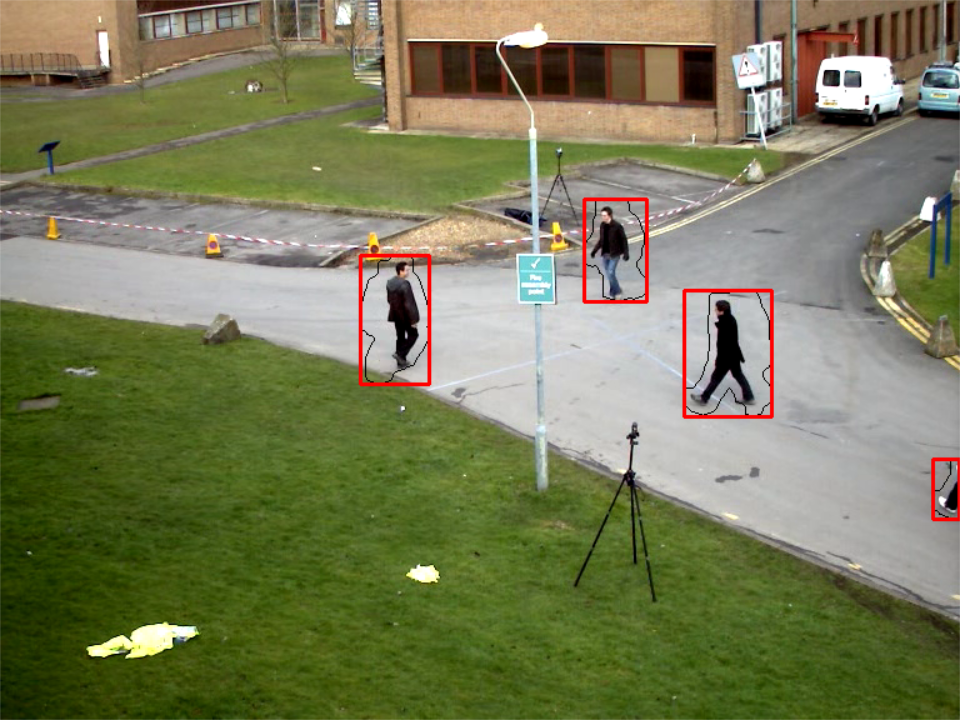 Fire
assembly
point